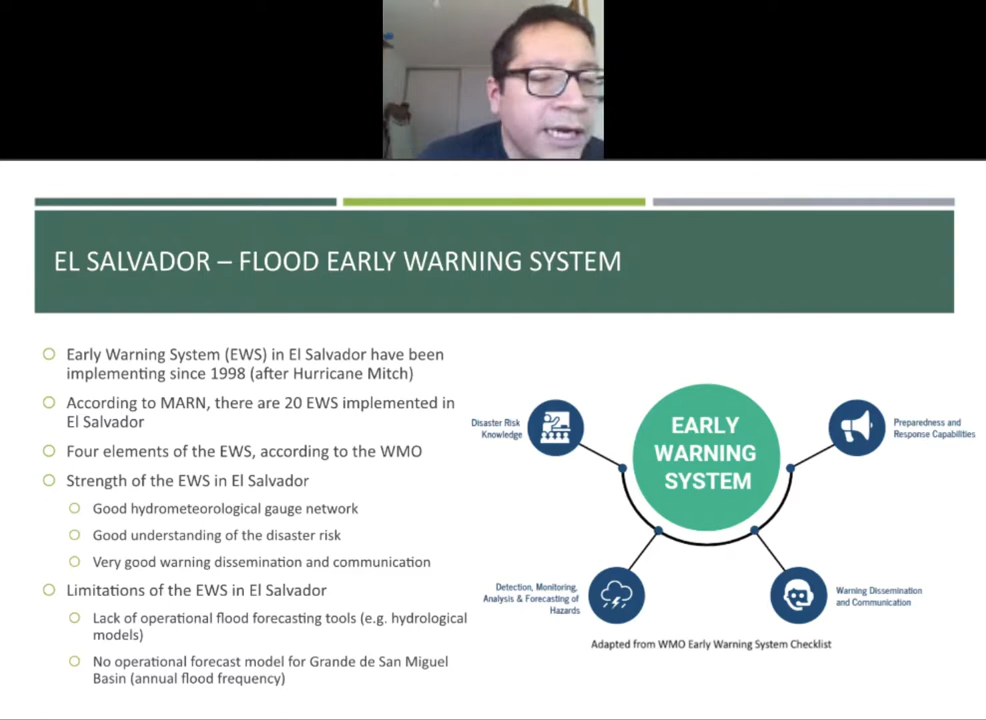 EL SALVADOR – FLOOD EARLY WARNING SYSTEM
Early Warning System (EWS) in El Salvador have been
implementing since 1998 (after Hurricane Mitch)
According to MARN, there are 20 EWS implemented in
El Salvador
Four elements of the EWS, according to the WMO
Strength of the EWS in El Salvador
Good hydrometeorological gauge network
Good understanding of the disaster risk
Very good warning dissemination and communication
Limitations of the EWS in El Salvador
Lack of operational flood forecasting tools (e.g. hydrological
models)
No operational forecast model for Grande de San Miguel
Basin (annual flood frequency)
Disaster Risk
Knowledge
EARLY
WARNING
SYSTEM
Preparedness and
Response Capabilities
Detection, Monitoring,
Analysis & Forecasting of
Hazards
Warning Dissemination
and Communication
Adapted from WMO Early Warning System Checklist